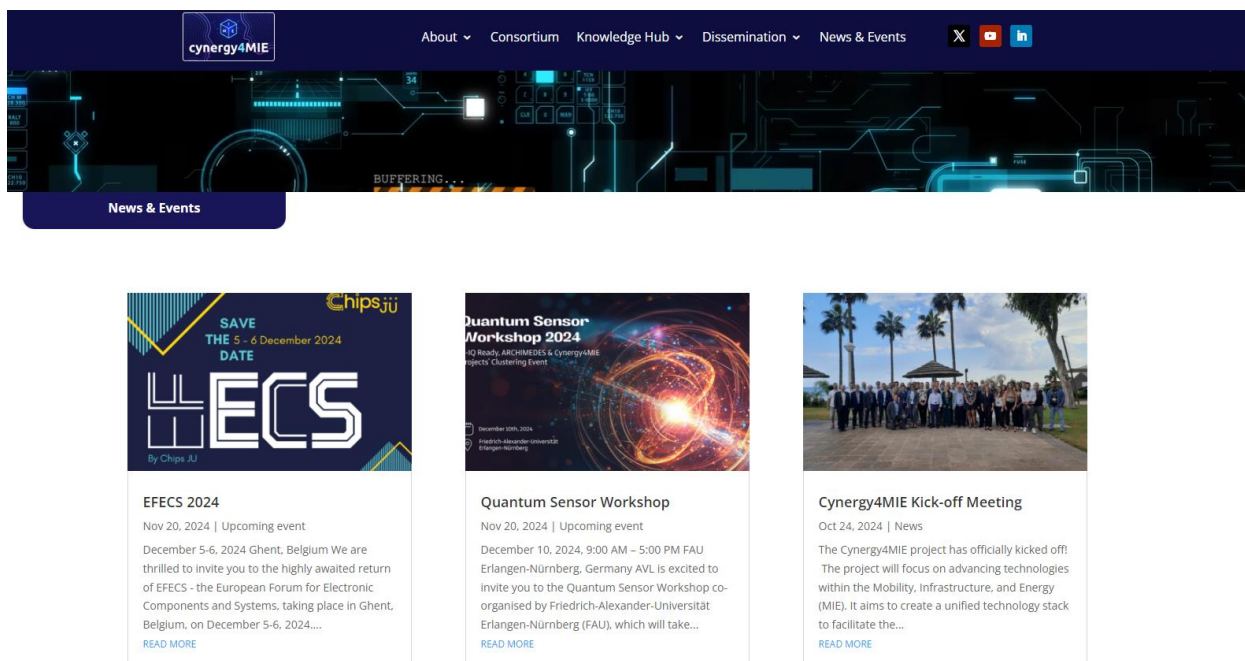 cynergy4MIE
About
Consortium
Knowledge Hub
Dissemination
News & Events
X
in
34
BUFFERING...
FUSE
News & Events
Chips JU
SAVE
THE 5 - 6 December 2024
DATE
EF ECS
By Chips JU
Quantum Sensor
Workshop 2024
-IQ Ready, ARCHIMEDES & Cynergy4MIE
rojects' Clustering Event
December 10th, 2024
Friedrich-Alexander-Universität
Erlangen-Nürnberg
EFECS 2024
Nov 20, 2024 | Upcoming event
December 5-6, 2024 Ghent, Belgium We are
thrilled to invite you to the highly awaited return
of EFECS - the European Forum for Electronic
Components and Systems, taking place in Ghent,
Belgium, on December 5-6, 2024....
READ MORE
Quantum Sensor Workshop
Nov 20, 2024 | Upcoming event
December 10, 2024, 9:00 AM – 5:00 PM FAU
Erlangen-Nürnberg, Germany AVL is excited to
invite you to the Quantum Sensor Workshop co-
organised by Friedrich-Alexander-Universität
Erlangen-Nürnberg (FAU), which will take...
READ MORE
Cynergy4MIE Kick-off Meeting
Oct 24, 2024 | News
The Cynergy4MIE project has officially kicked off!
The project will focus on advancing technologies
within the Mobility, Infrastructure, and Energy
(MIE). It aims to create a unified technology stack
to facilitate the...
READ MORE